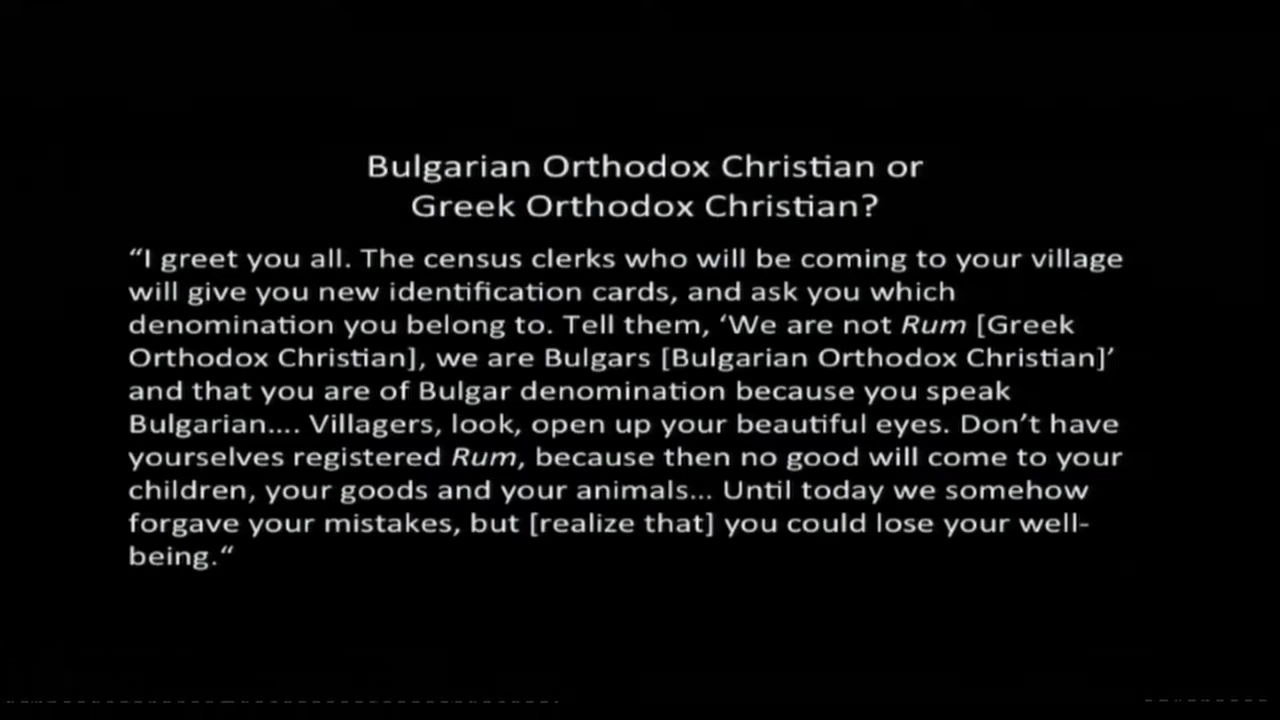 Bulgarian Orthodox Christian or
Greek Orthodox Christian?
“I greet you all. The census clerks who will be coming to your village
will give you new identification cards, and ask you which
denomination you belong to. Tell them, ‘We are not Rum [Greek
Orthodox Christian], we are Bulgars [Bulgarian Orthodox Christian]’
and that you are of Bulgar denomination because you speak
Bulgarian…. Villagers, look, open up your beautiful eyes. Don’t have
yourselves registered Rum, because then no good will come to your
children, your goods and your animals… Until today we somehow
forgave your mistakes, but [realize that] you could lose your well-
being.“